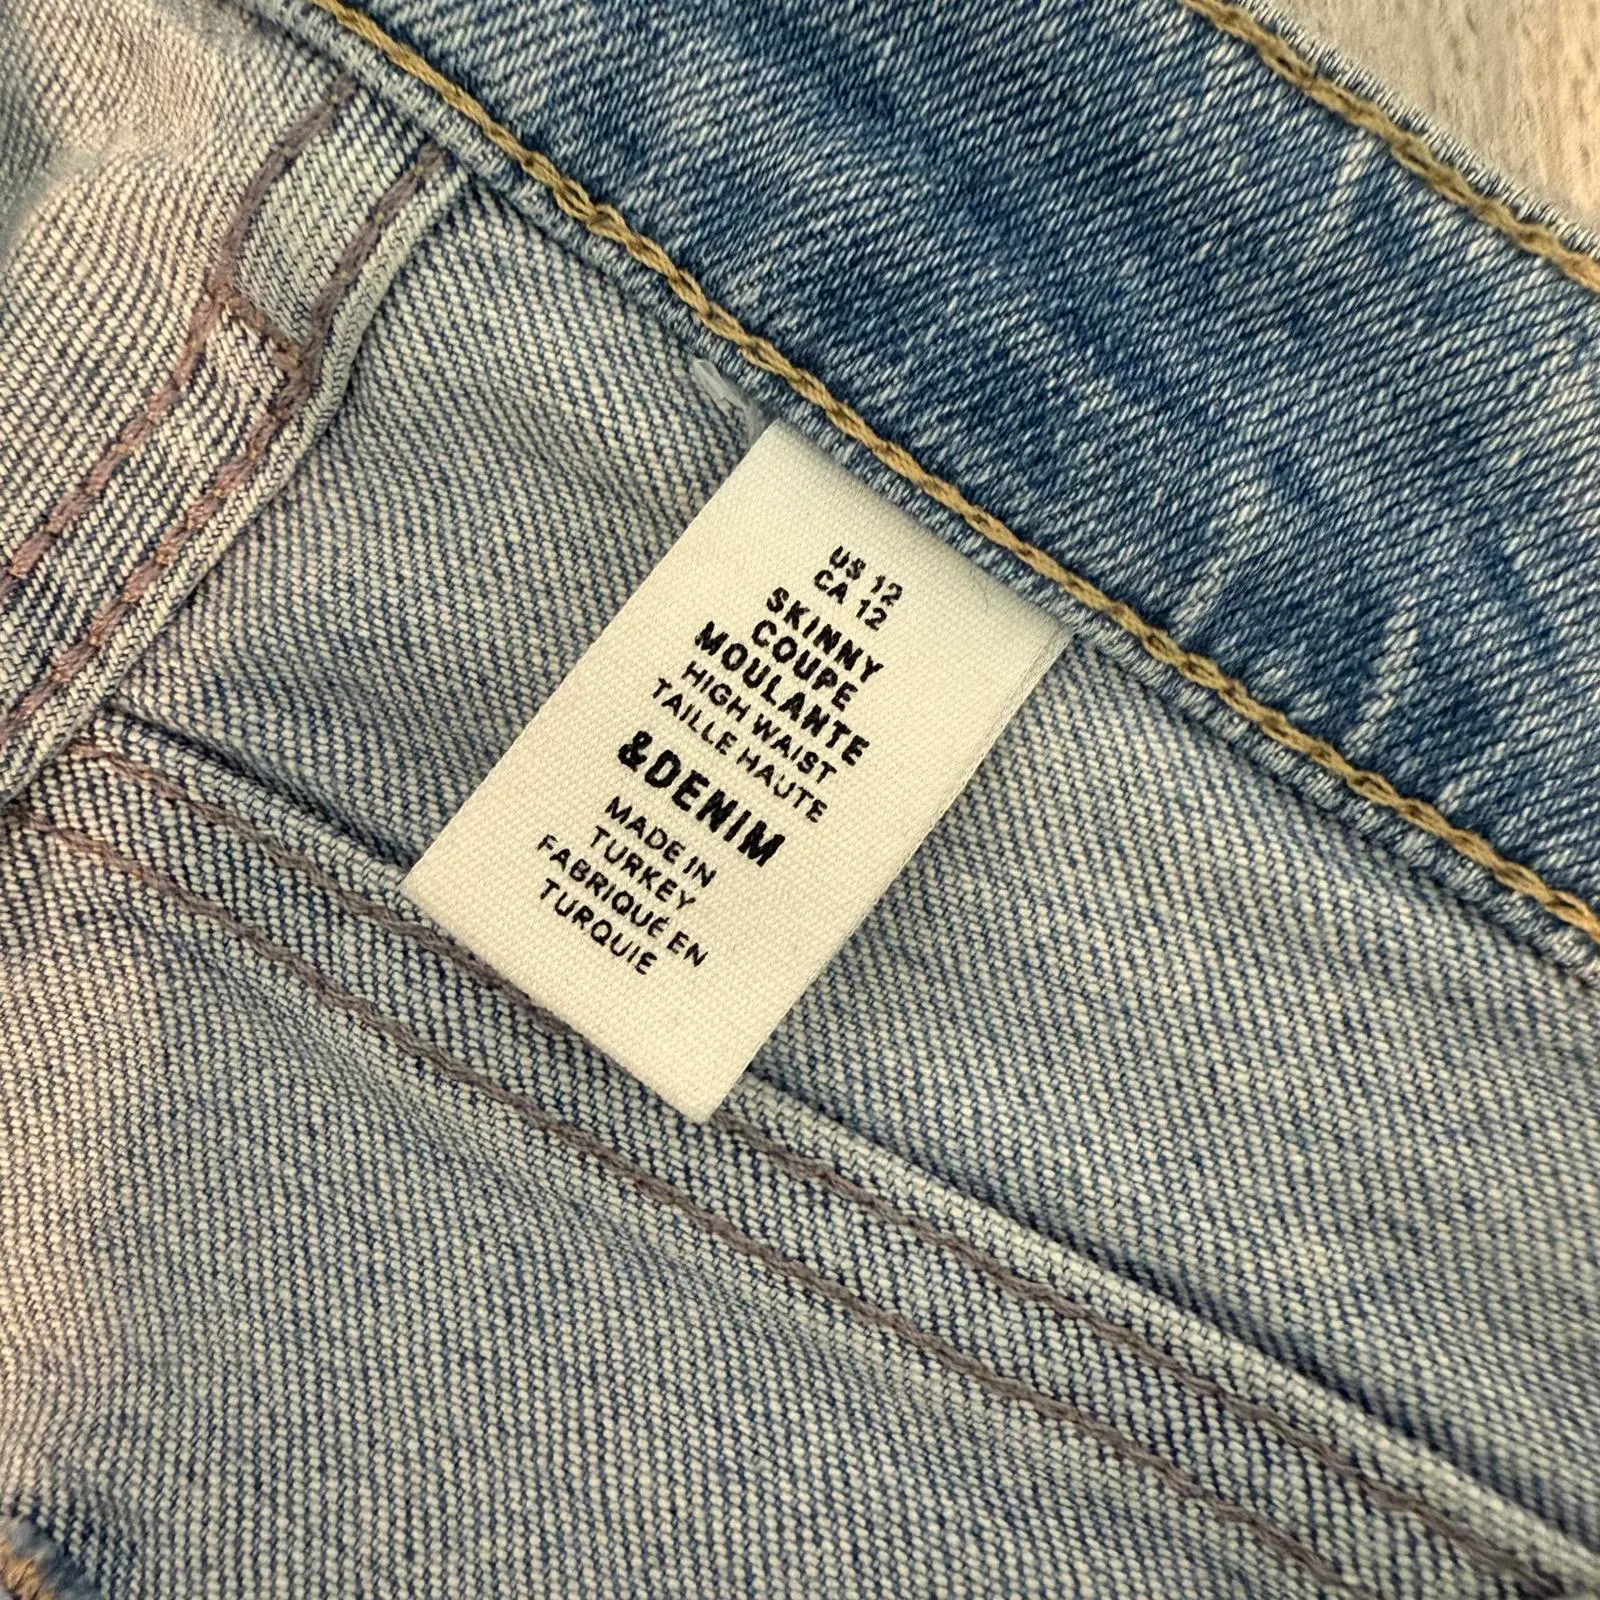 US 12
CA 12
SKINNY
COUPE
MOULANTE
HIGH WAIST
TAILLE HAUTE
&DENIM
MADE IN
TURKEY
FABRIQUÉ EN
TURQUIE